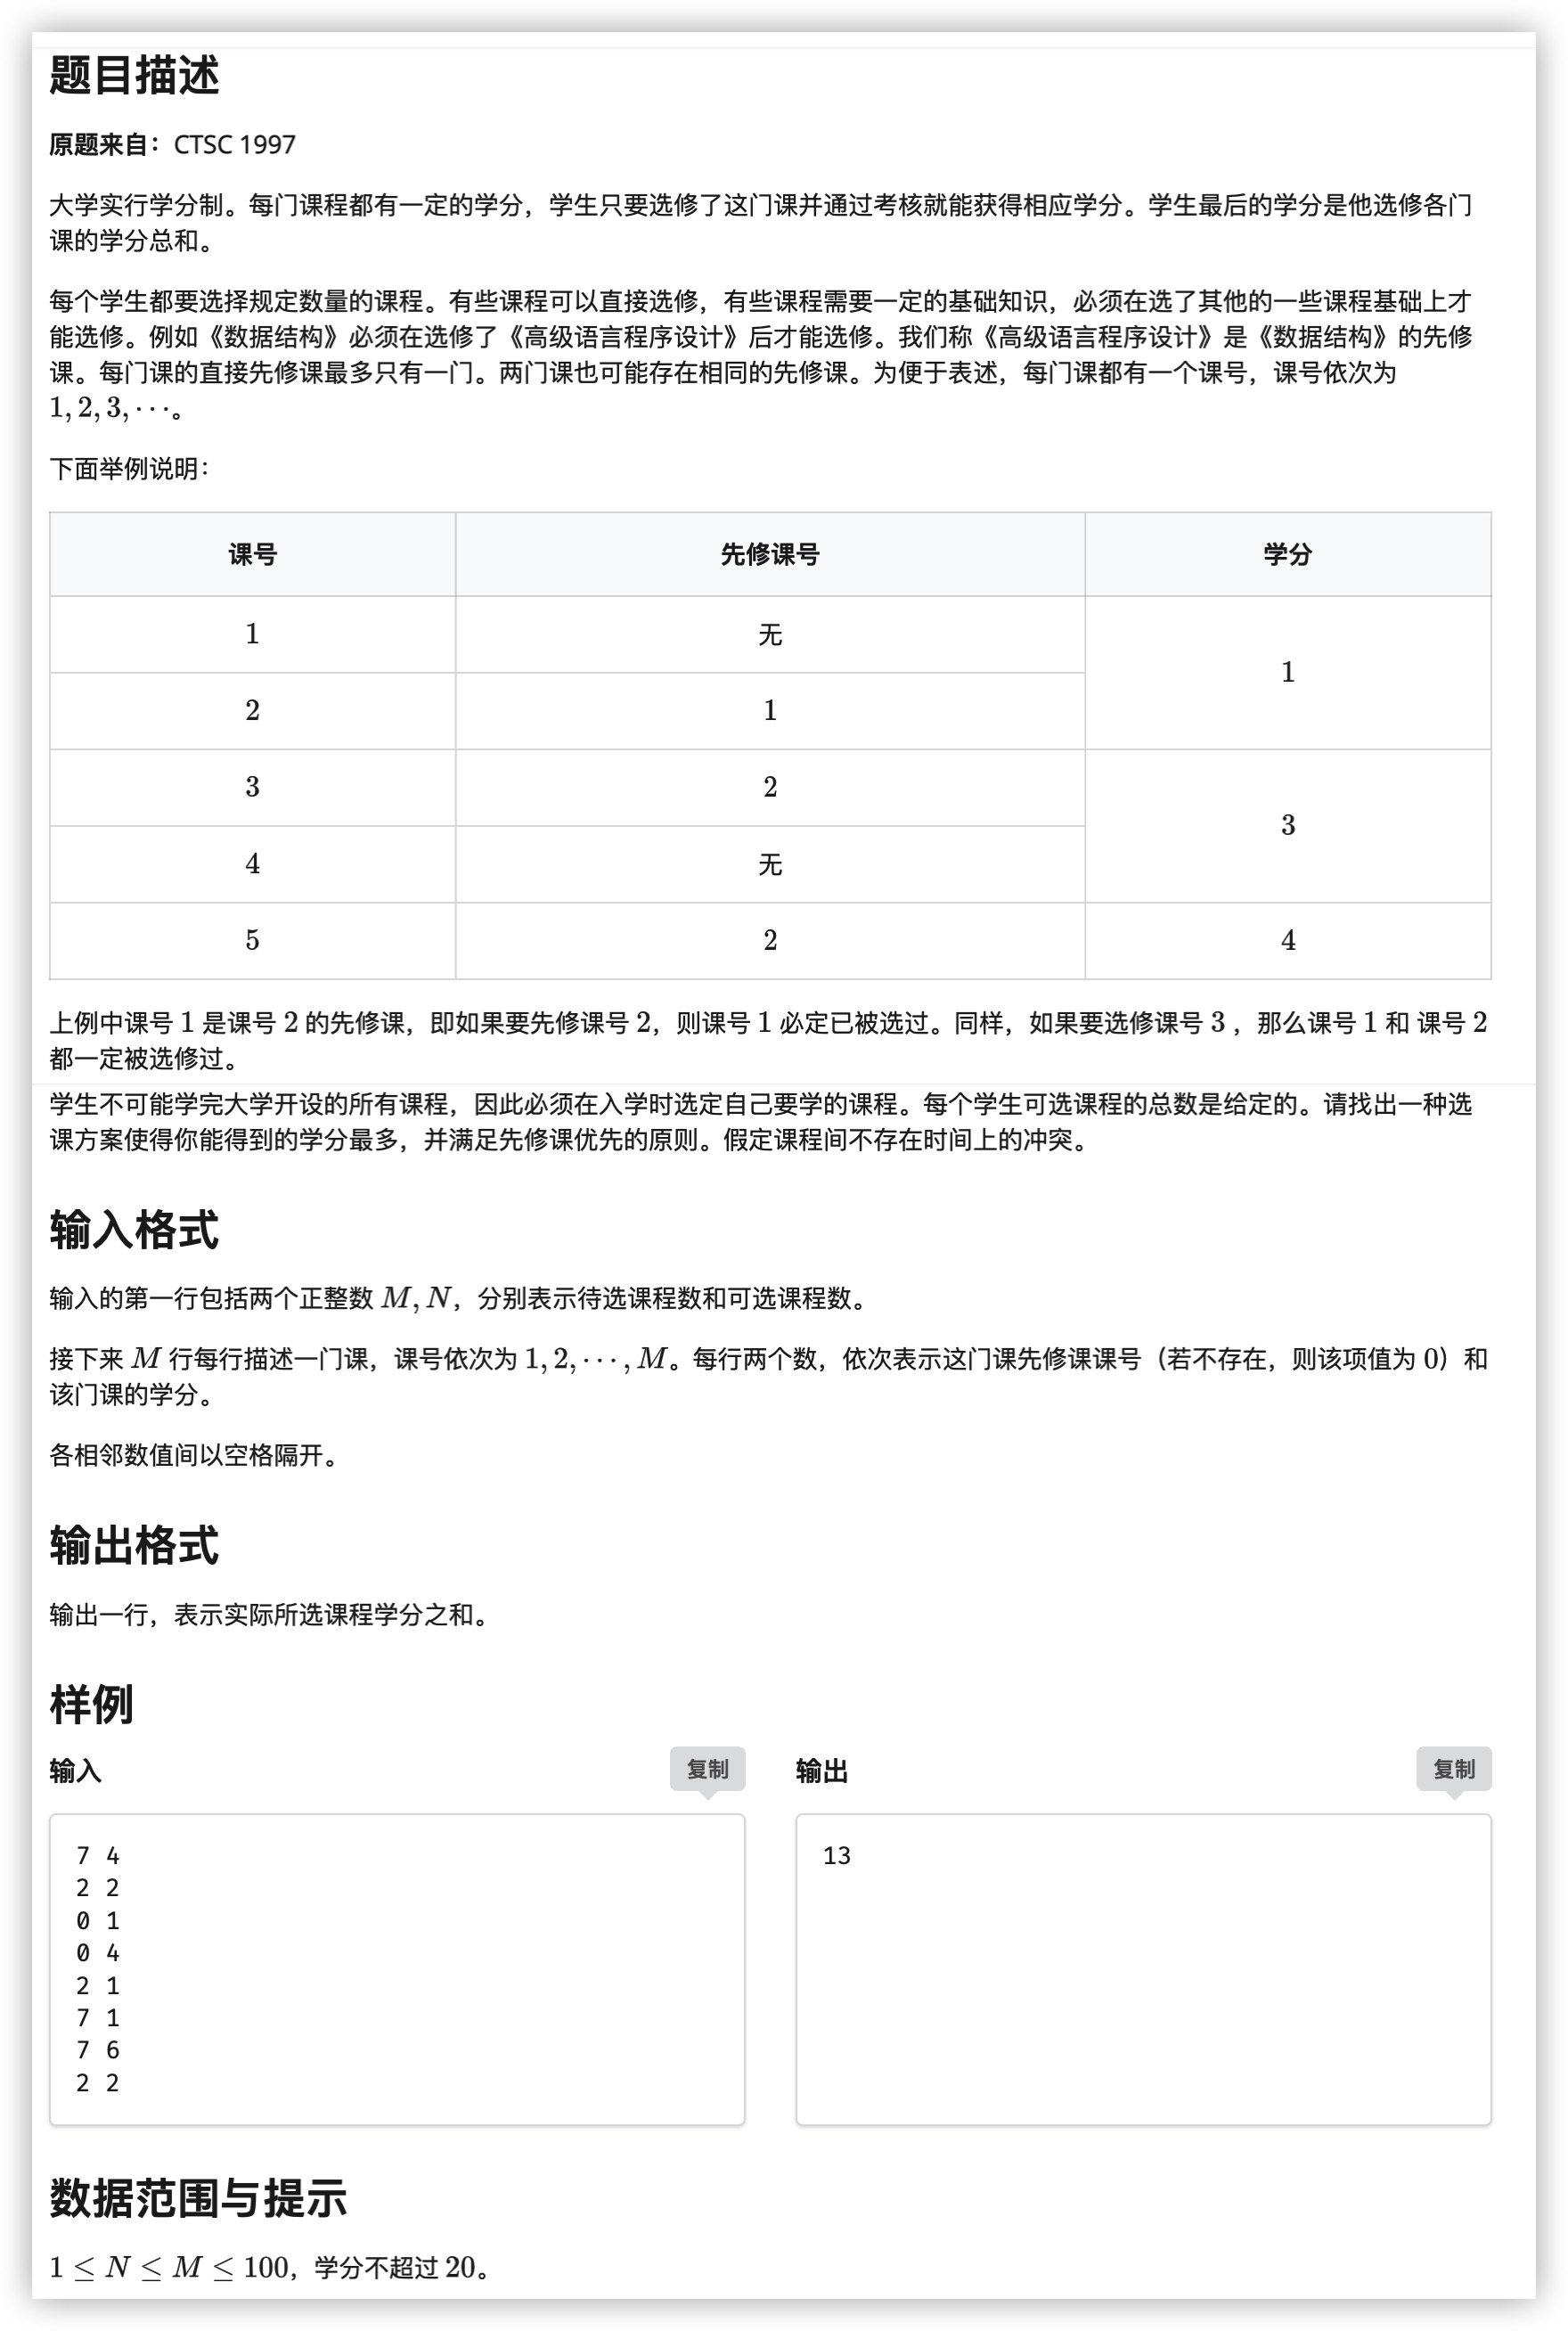 题目描述
原题来自：CTSC 1997
大学实行学分制。每门课程都有一定的学分，学生只要选修了这门课并通过考核就能获得相应学分。学生最后的学分是他选修各门
课的学分总和。
每个学生都要选择规定数量的课程。有些课程可以直接选修，有些课程需要一定的基础知识，必须在选了其他的一些课程基础上才
能选修。例如《数据结构》必须在选修了《高级语言程序设计》后才能选修。我们称《高级语言程序设计》是《数据结构》的先修
课。每门课的直接先修课最多只有一门。两门课也可能存在相同的先修课。为便于表述，每门课都有一个课号，课号依次为
1, 2, 3, ⋯。
下面举例说明：
课号 先修课号 学分
1 无 1
2 1
3 2 3
4 无
5 2 4
上例中课号 1 是课号 2 的先修课，即如果要先修课号 2，则课号 1 必定已被选过。同样，如果要选修课号 3 ，那么课号 1 和 课号 2
都一定被选修过。
学生不可能学完大学开设的所有课程，因此必须在入学时选定自己要学的课程。每个学生可选课程的总数是给定的。请找出一种选
课方案使得你能得到的学分最多，并满足先修课优先的原则。假定课程间不存在时间上的冲突。
输入格式
输入的第一行包括两个正整数 M, N，分别表示待选课程数和可选课程数。
接下来 M 行每行描述一门课，课号依次为 1, 2, ⋯ , M。每行两个数，依次表示这门课先修课课号（若不存在，则该项值为 0）和
该门课的学分。
各相邻数值间以空格隔开。
输出格式
输出一行，表示实际所选课程学分之和。
样例
输入 复制 输出 复制
7 4
2 2
0 1
0 4
2 1
7 1
7 6
2 2
13
数据范围与提示
1 ≤ N ≤ M ≤ 100，学分不超过 20。